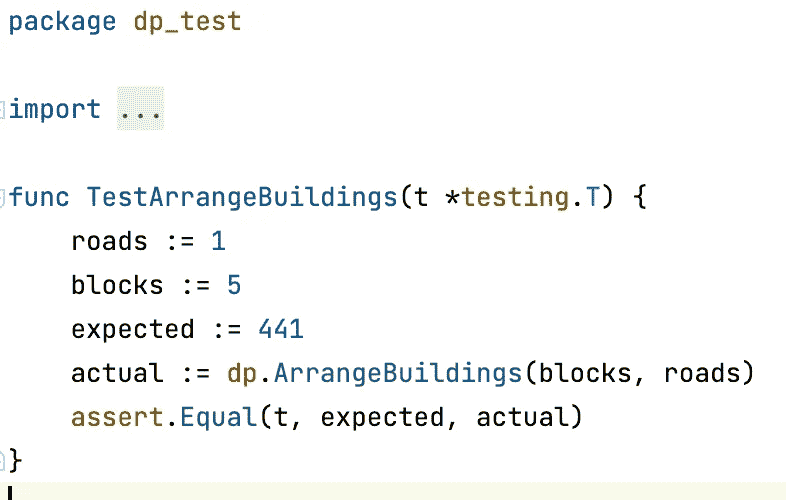 package dp_test
import ...
func TestArrangeBuildings(t *testing.T) {
    roads := 1
    blocks := 5
    expected := 441
    actual := dp.ArrangeBuildings(blocks, roads)
    assert.Equal(t, expected, actual)
}